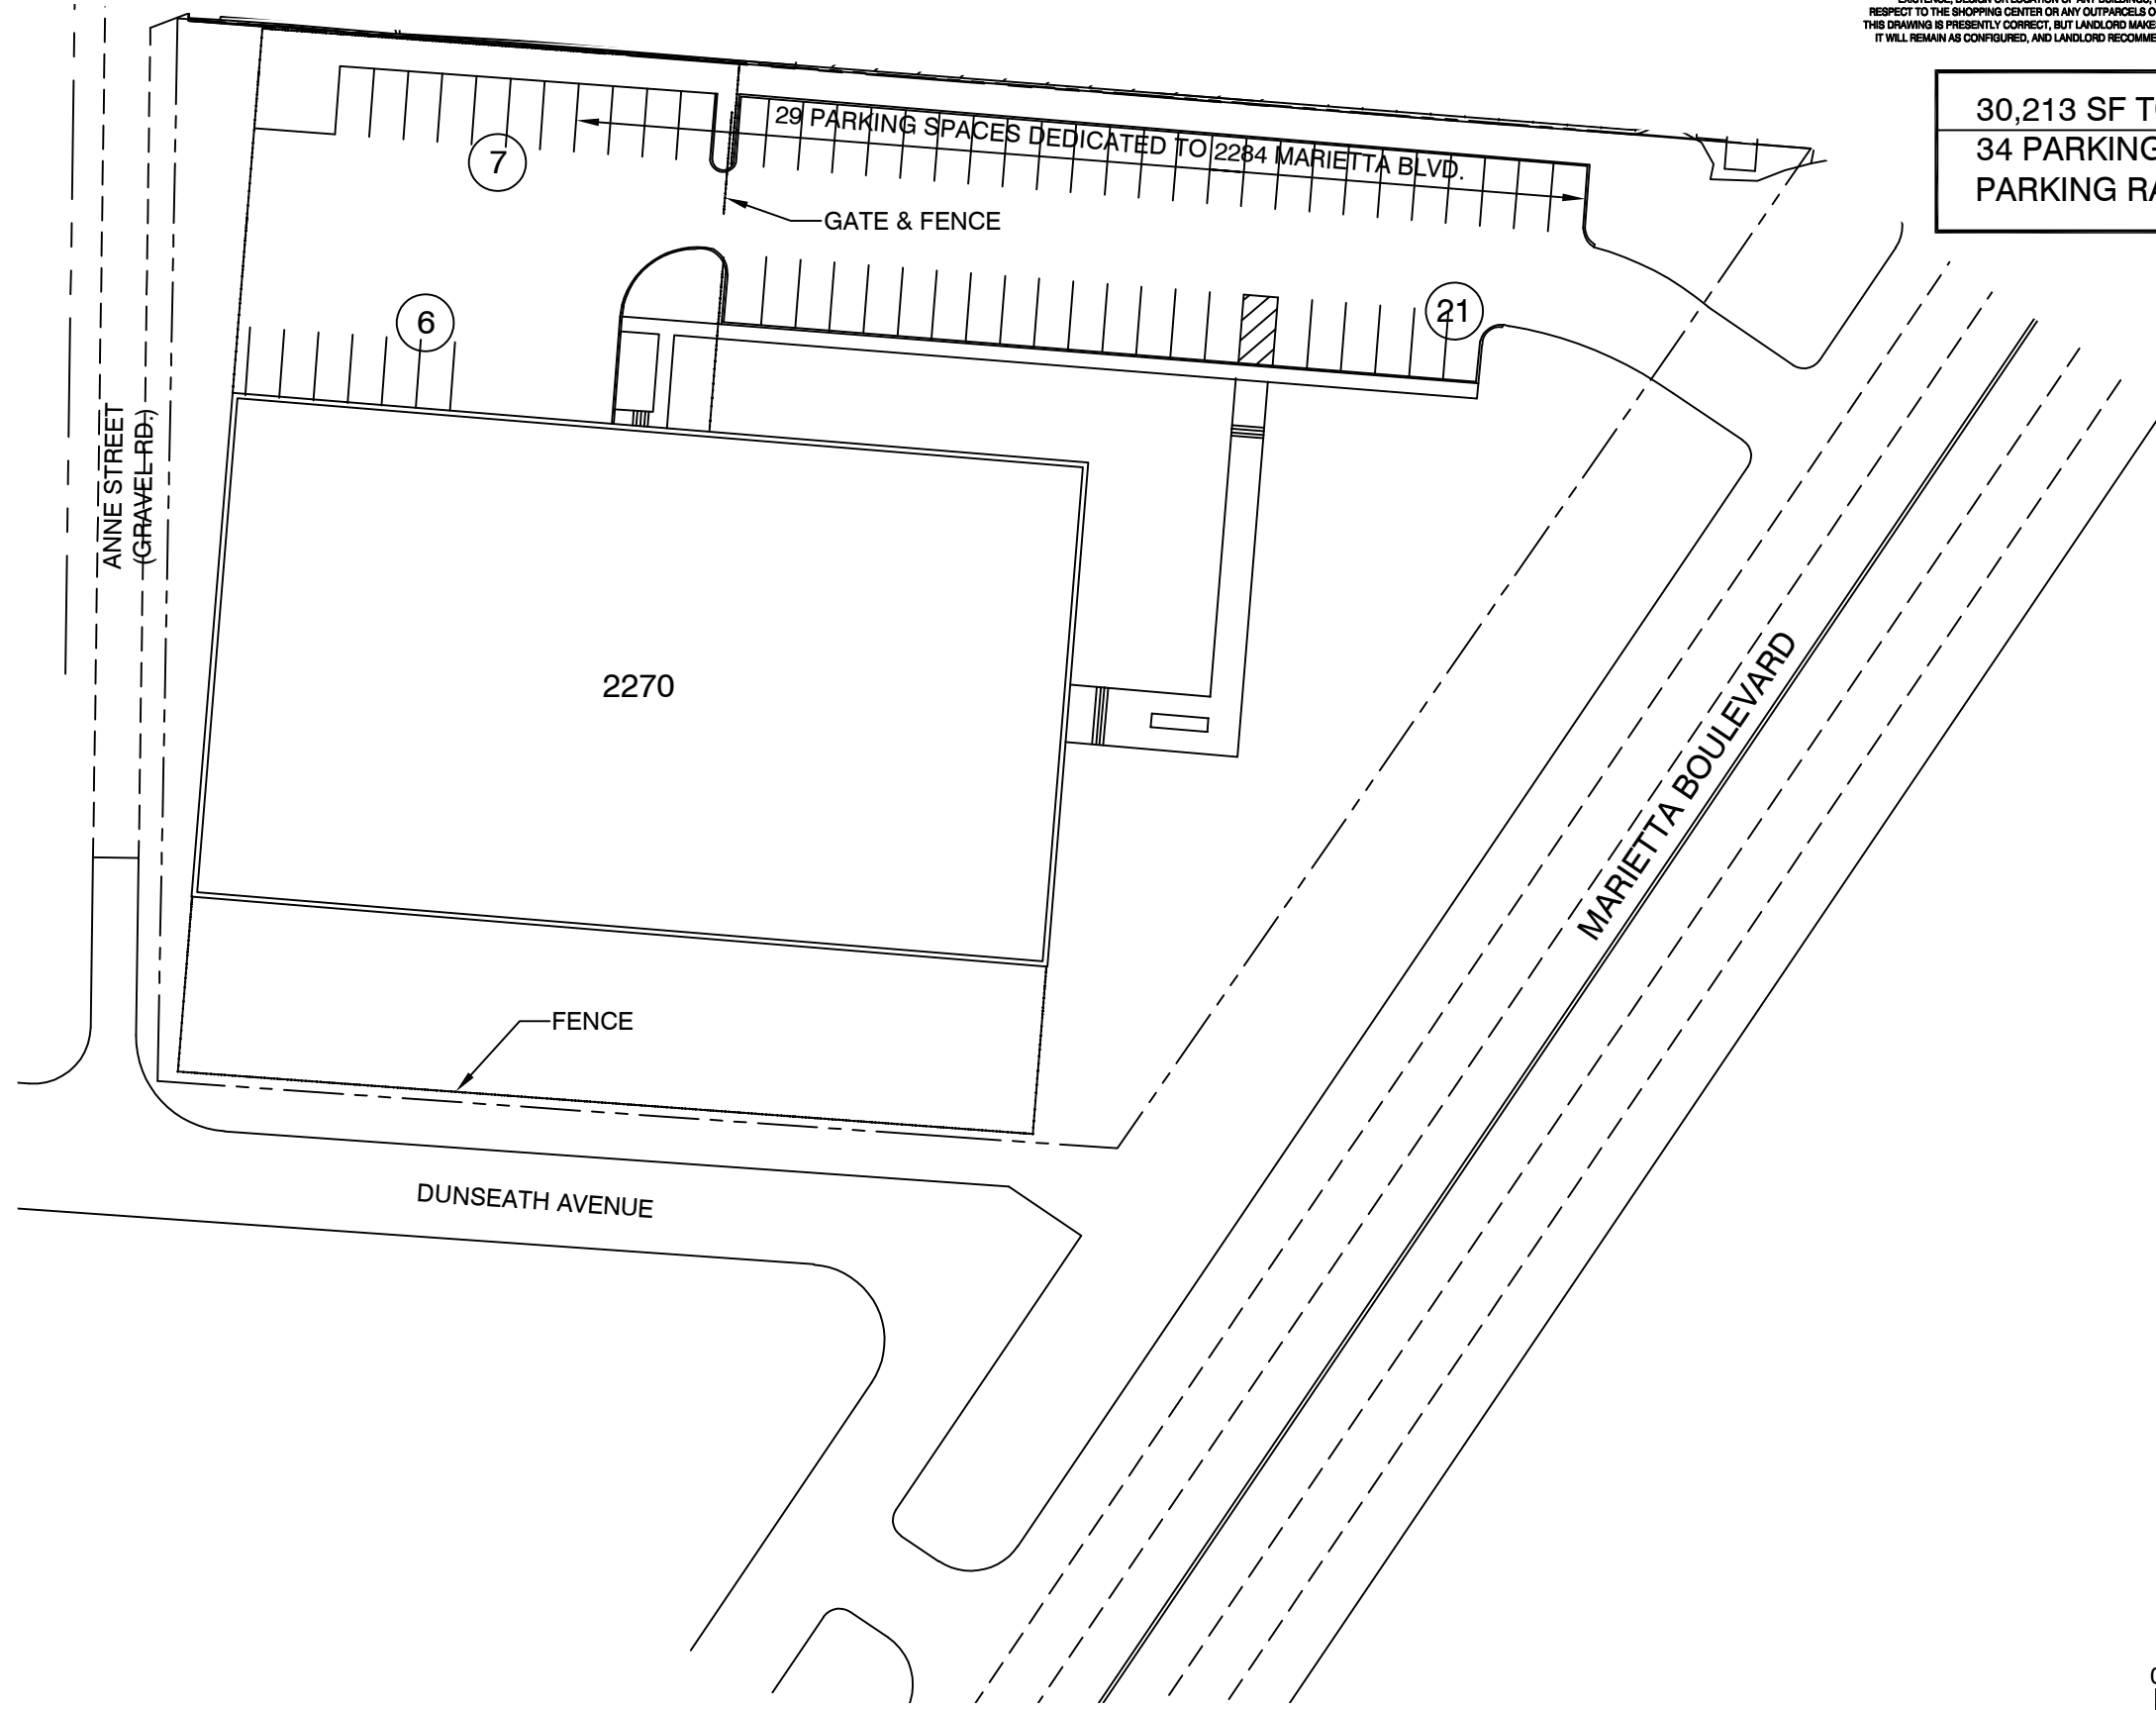 RESPECT TO THE SHOPPING CENTER OR ANY OUTPARCELS O
THIS DRAWING IS PRESENTLY CORRECT, BUT LANDLORD MAKE
IT WILL REMAIN AS CONFIGURED, AND LANDLORD RECOMME
30,213 SF T
34 PARKING
PARKING RA
29 PARKING SPACES DEDICATED TO 2284 MARIETTA BLVD.
7
GATE & FENCE
6
21
ANNE STREET
(GRAVEL RD.)
2270
MARIETTA BOULEVARD
FENCE
DUNSEATH AVENUE